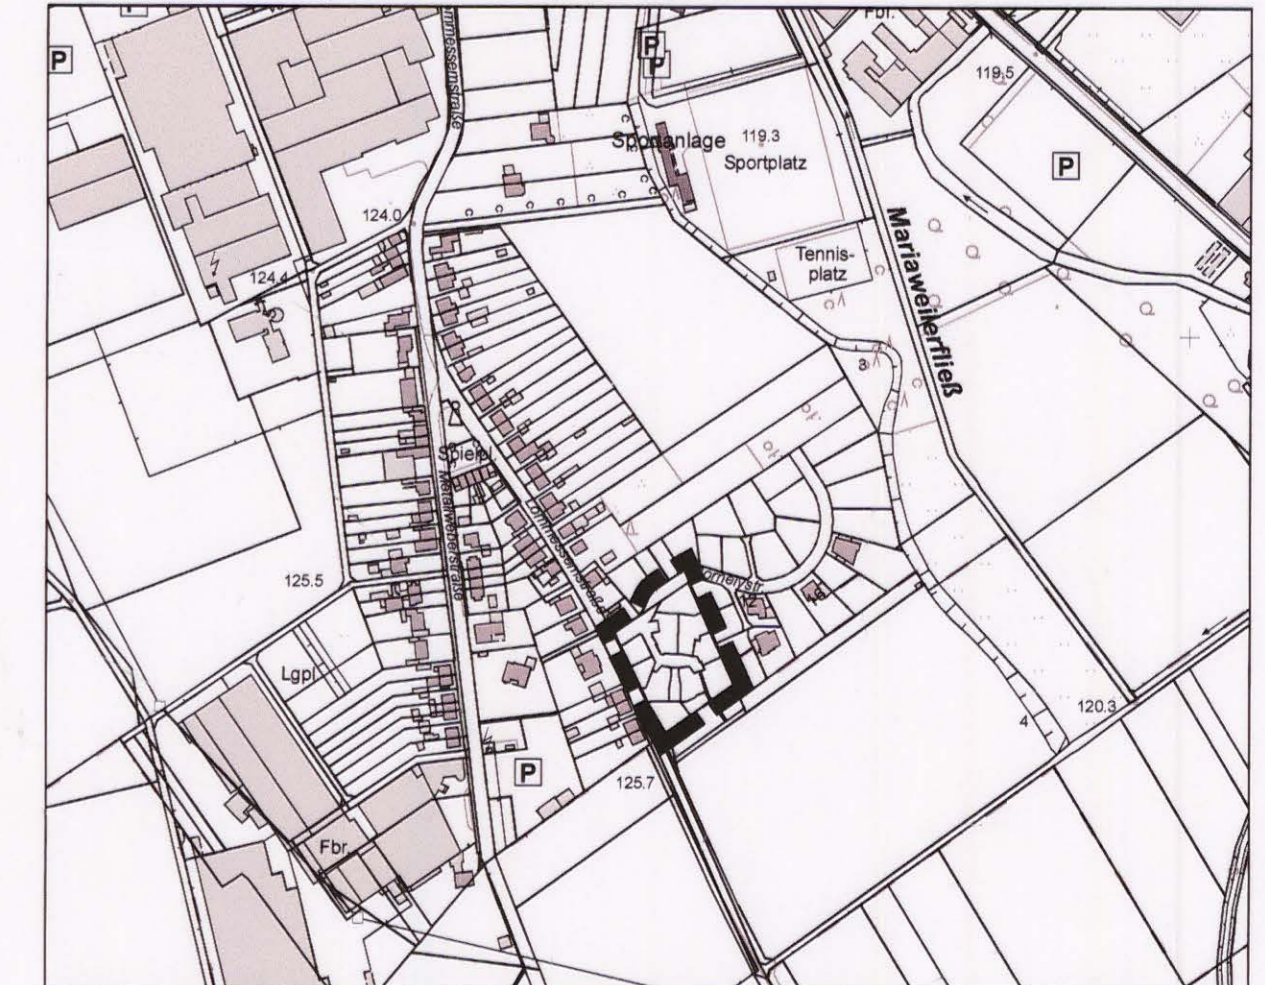 P
P
P
Fbr.
119.5
Sportanlage
119.3
Sportplatz
P
124.0
Mariaweilerfließ
Tennis-
platz
124.4
3
Spielpl.
Metallweberstraße
125.5
Lgpl
4
120.3
P
125.7
Fbr.